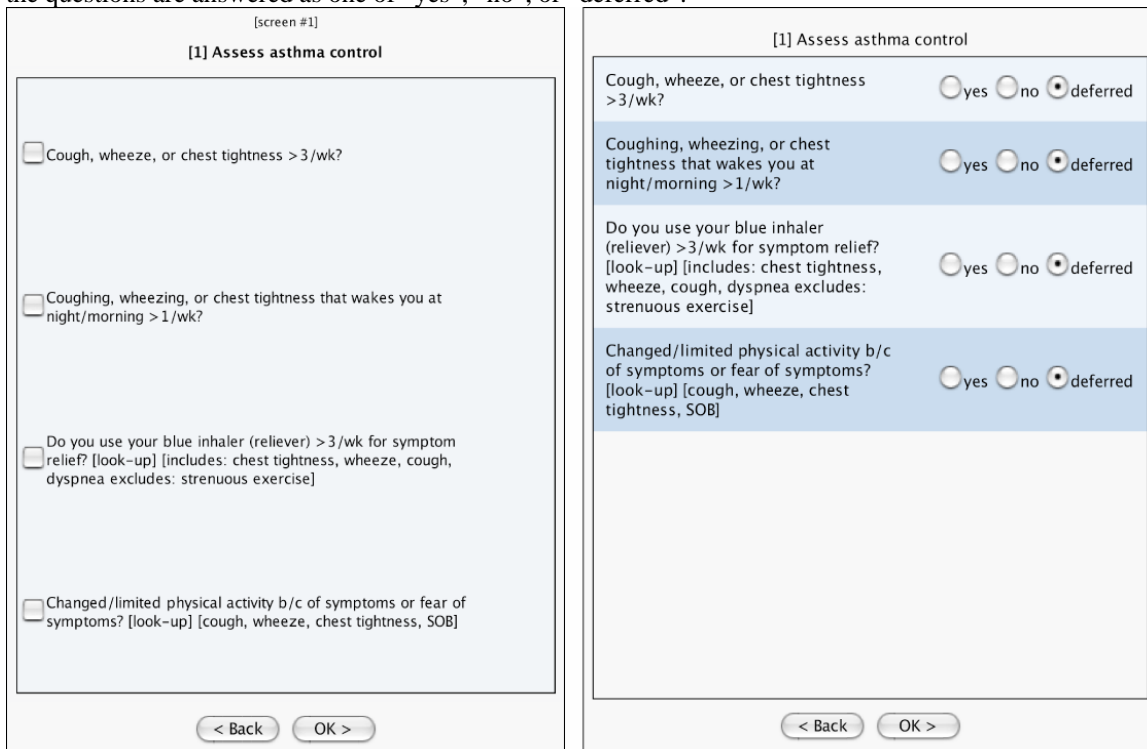 the questions are answered as one of "yes", "no", or "deferred".
[screen #1]
[1] Assess asthma control
Cough, wheeze, or chest tightness >3/wk?
Coughing, wheezing, or chest tightness that wakes you at
night/morning >1/wk?
Do you use your blue inhaler (reliever) >3/wk for symptom
relief? [look-up] [includes: chest tightness, wheeze, cough,
dyspnea excludes: strenuous exercise]
Changed/limited physical activity b/c of symptoms or fear of
symptoms? [look-up] [cough, wheeze, chest tightness, SOB]
< Back OK >
[1] Assess asthma control
Cough, wheeze, or chest tightness
>3/wk?
yes no deferred
Coughing, wheezing, or chest
tightness that wakes you at
night/morning >1/wk?
yes no deferred
Do you use your blue inhaler
(reliever) >3/wk for symptom relief?
[look-up] [includes: chest tightness,
wheeze, cough, dyspnea excludes:
strenuous exercise]
yes no deferred
Changed/limited physical activity b/c
of symptoms or fear of symptoms?
[look-up] [cough, wheeze, chest
tightness, SOB]
yes no deferred
< Back OK >